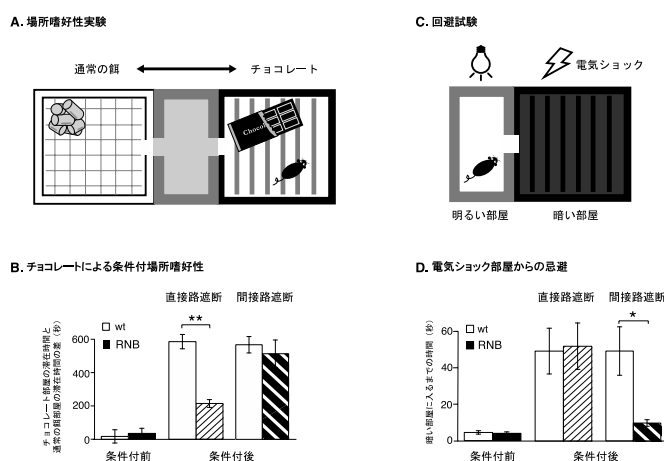 A. 場所嗜好性実験
通常の餌
チョコレート
Choco
C. 回避試験
電気ショック
明るい部屋
暗い部屋
B. チョコレートによる条件付場所嗜好性
直接路遮断
間接路遮断
チョコレート部屋の滞在時間と
通常の餌部屋の滞在時間の差（秒）
wt
RNB
**
600
400
200
0
条件付前
条件付後
D. 電気ショック部屋からの忌避
直接路遮断
間接路遮断
暗い部屋に入るまでの時間（秒）
wt
RNB
*
60
40
20
0
条件付前
条件付後